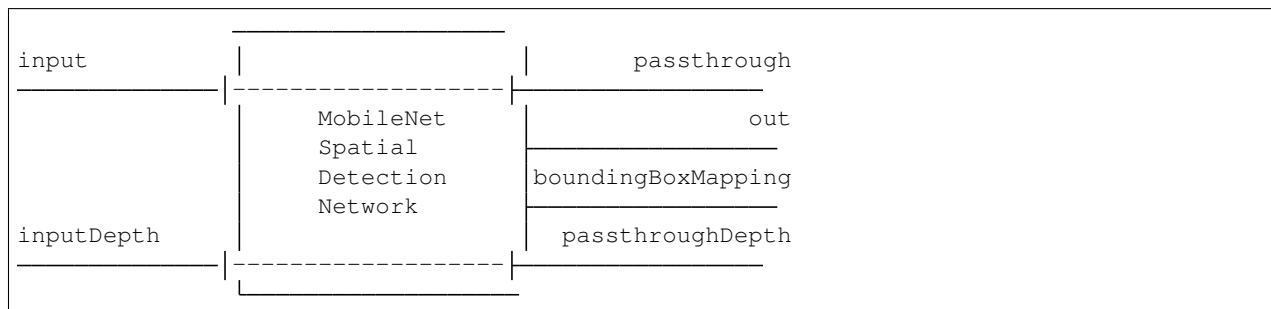 input passthrough
MobileNet out
Spatial
Detection boundingBoxMapping
Network
inputDepth passthroughDepth